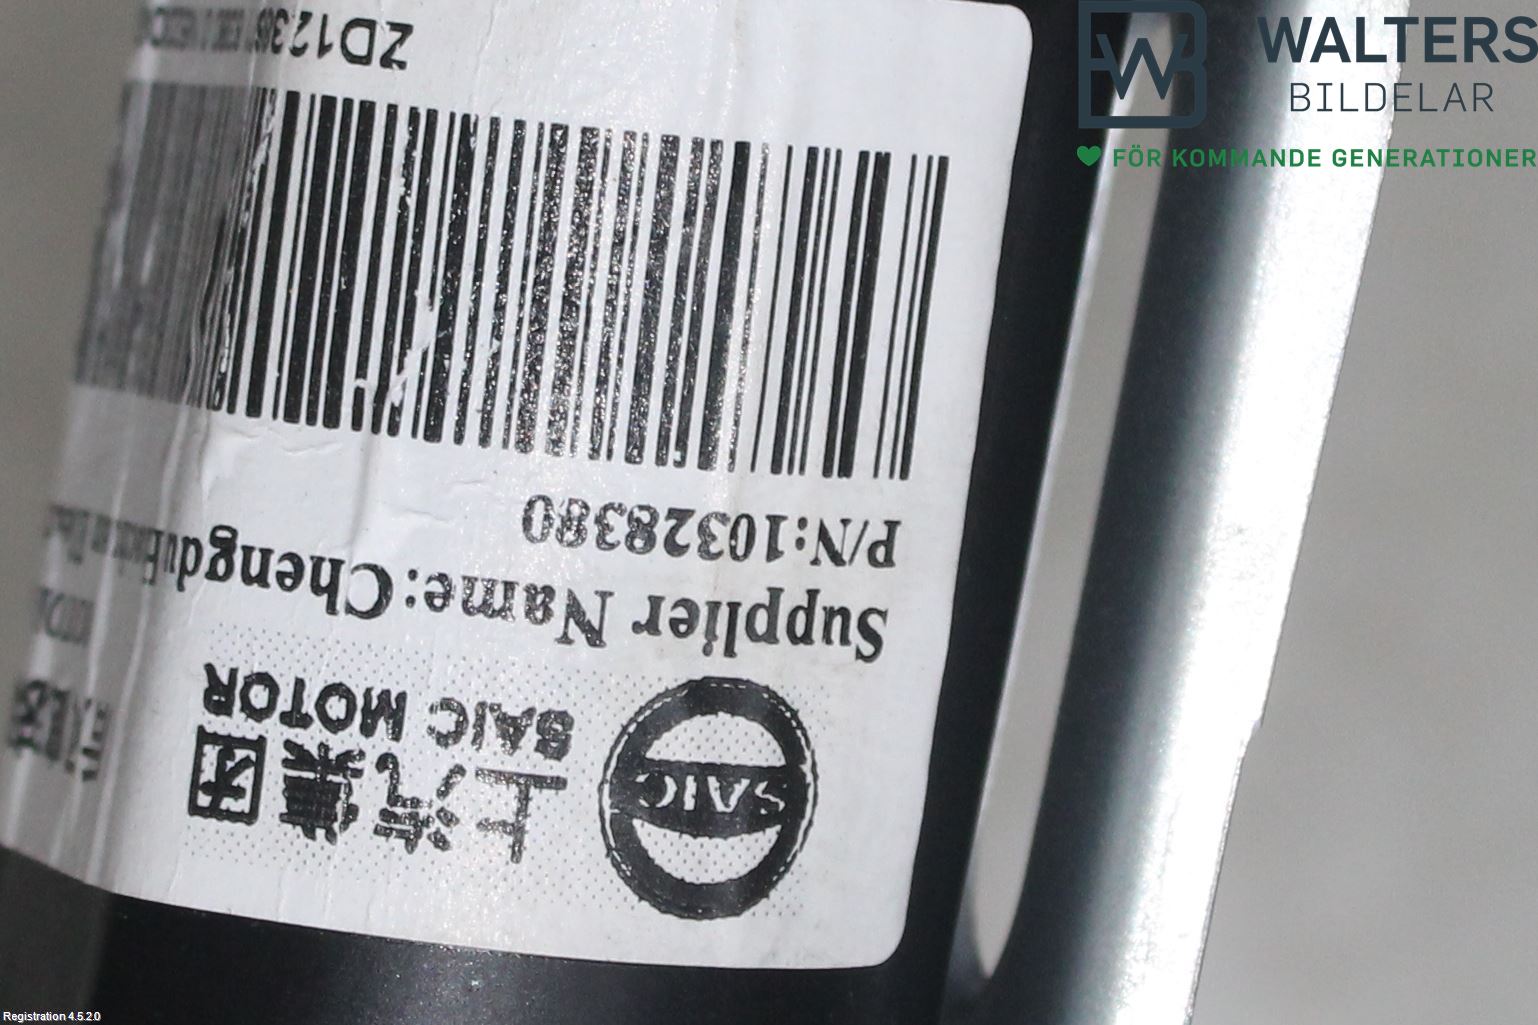 WALTERS
BILDELAR
FÖR KOMMANDE GENERATIONER
SAIC
上汽集团
SAIC MOTOR
Supplier Name:Chengdu
P/N:10328380
ZD1238
Registration 4.5.2.0